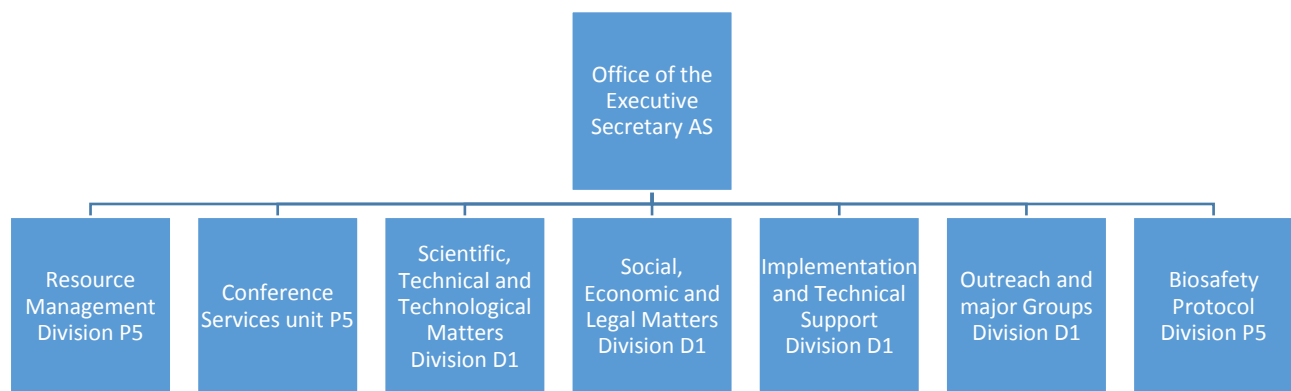 Office of the
Executive
Secretary AS
Resource
Management
Division P5
Conference
Services unit P5
Scientific,
Technical and
Technological
Matters
Division D1
Social,
Economic and
Legal Matters
Division D1
Implementation
and Technical
Support
Division D1
Outreach and
major Groups
Division D1
Biosafety
Protocol
Division P5